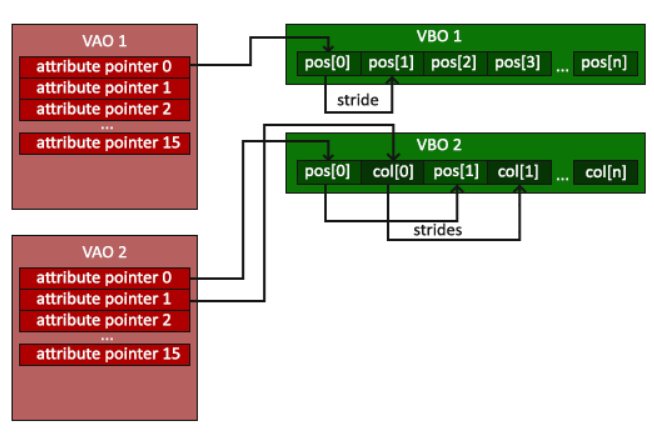 VAO 1
attribute pointer 0
attribute pointer 1
attribute pointer 2
...
attribute pointer 15
VBO 1
pos[0] pos[1] pos[2] pos[3] ... pos[n]
stride
VBO 2
pos[0] col[0] pos[1] col[1] ... col[n]
strides
VAO 2
attribute pointer 0
attribute pointer 1
attribute pointer 2
...
attribute pointer 15